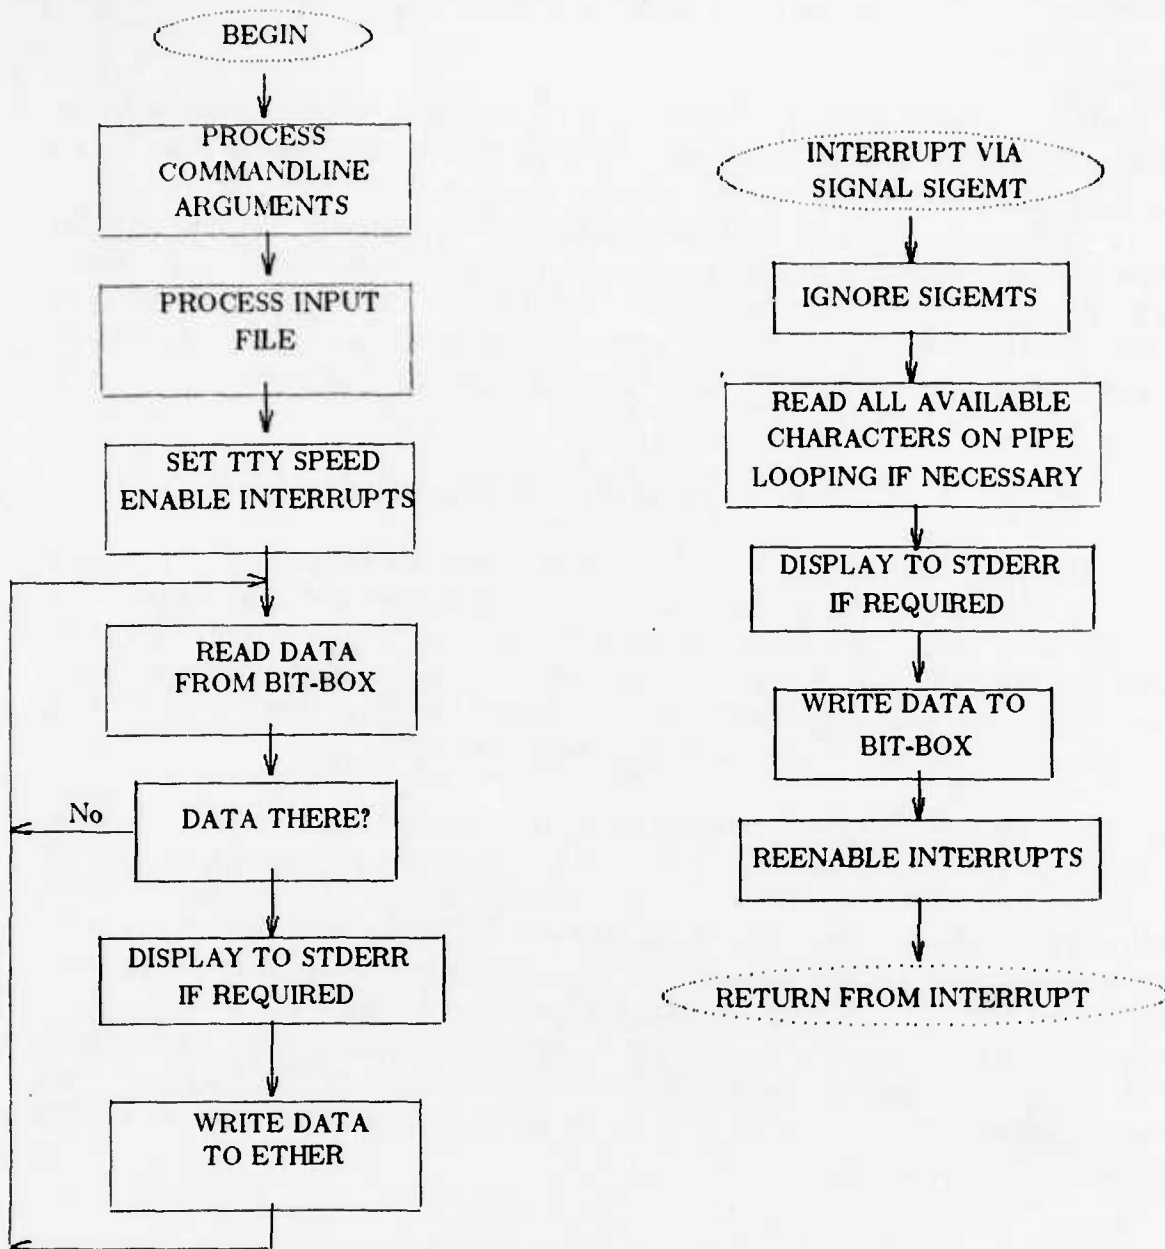 BEGIN
PROCESS
COMMANDLINE
ARGUMENTS
PROCESS INPUT
FILE
SET TTY SPEED
ENABLE INTERRUPTS
READ DATA
FROM BIT-BOX
No
DATA THERE?
DISPLAY TO STDERR
IF REQUIRED
WRITE DATA
TO ETHER
INTERRUPT VIA
SIGNAL SIGEMT
IGNORE SIGEMTS
READ ALL AVAILABLE
CHARACTERS ON PIPE
LOOPING IF NECESSARY
DISPLAY TO STDERR
IF REQUIRED
WRITE DATA TO
BIT-BOX
REENABLE INTERRUPTS
RETURN FROM INTERRUPT